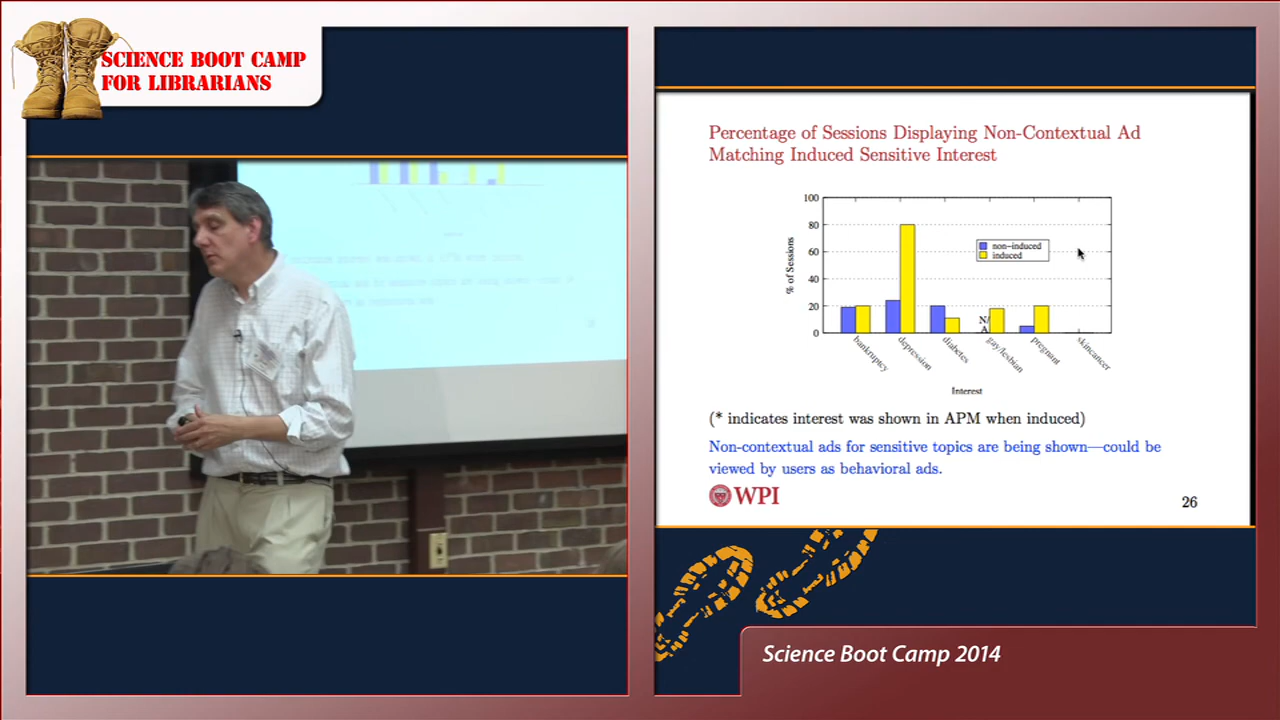 SCIENCE BOOT CAMP
FOR LIBRARIANS
Percentage of Sessions Displaying Non-Contextual Ad
Matching Induced Sensitive Interest
100
80
60
40
20
0
% of Sessions
non-induced
induced
N/
A
bankruptcy
depression
diabetes
gay/lesbian
pregnant
skincancer
Interest
(* indicates interest was shown in APM when induced)
Non-contextual ads for sensitive topics are being shown—could be
viewed by users as behavioral ads.
WPI
26
Science Boot Camp 2014